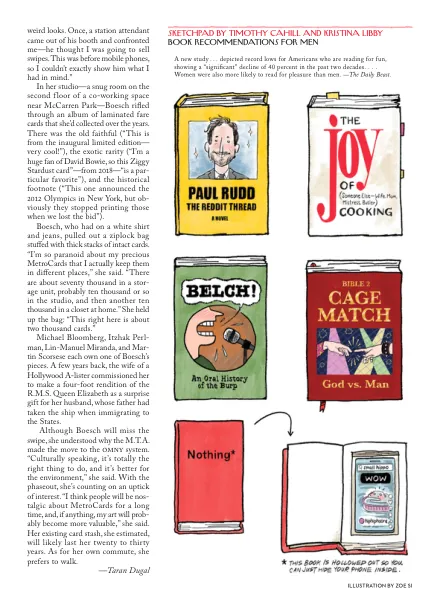 weird looks. Once, a station attendant
came out of his booth and confronted
me—he thought I was going to sell
swipes. This was before mobile phones,
so I couldn't exactly show him what I
had in mind."
In her studio—a snug room on the
second floor of a co-working space
near McCarren Park—Boesch rifled
through an album of laminated fare
cards that she'd collected over the years.
There was the old faithful ("This is
from the inaugural limited edition—
very cool!"), the exotic rarity ("I'm a
huge fan of David Bowie, so this Ziggy
Stardust card"—from 2018—"is a par-
ticular favorite"), and the historical
footnote ("This one announced the
2012 Olympics in New York, but ob-
viously they stopped printing those
when we lost the bid").
Boesch, who had on a white shirt
and jeans, pulled out a ziplock bag
stuffed with thick stacks of intact cards.
"I'm so paranoid about my precious
MetroCards that I actually keep them
in different places," she said. "There
are about seventy thousand in a stor-
age unit, probably ten thousand or so
in the studio, and then another ten
thousand in a closet at home." She held
up the bag: "This right here is about
two thousand cards."
Michael Bloomberg, Itzhak Perl-
man, Lin-Manuel Miranda, and Mar-
tin Scorsese each own one of Boesch's
pieces. A few years back, the wife of a
Hollywood A-lister commissioned her
to make a four-foot rendition of the
R.M.S. Queen Elizabeth as a surprise
gift for her husband, whose father had
taken the ship when immigrating to
the States.
Although Boesch will miss the
swipe, she understood why the M.T.A.
made the move to the OMNY system.
"Culturally speaking, it's totally the
right thing to do, and it's better for
the environment," she said. With the
phaseout, she's counting on an uptick
of interest. "I think people will be nos-
talgic about MetroCards for a long
time, and, if anything, my art will prob-
ably become more valuable," she said.
Her existing card stash, she estimated,
will likely last her twenty to thirty
years. As for her own commute, she
prefers to walk.
—Taran Dugal
SKETCHPAD BY TIMOTHY CAHILL AND KRISTINA LIBBY
BOOK RECOMMENDATIONS FOR MEN
A new study . . . depicted record lows for Americans who are reading for fun,
showing a "significant" decline of 40 percent in the past two decades. . . .
Women were also more likely to read for pleasure than men. —The Daily Beast.
PAUL RUDD
THE REDDIT THREAD
A NOVEL
THE
joy
OF
(Someone Else—Wife, Mom,
Mistress, Butler)
COOKING
BELCH!
An Oral History
of the Burp
BIBLE 2
CAGE
MATCH
God vs. Man
Nothing*
WOW
* THIS BOOK IS HOLLOWED OUT SO YOU
CAN JUST HIDE YOUR PHONE INSIDE.
ILLUSTRATION BY ZOE SI